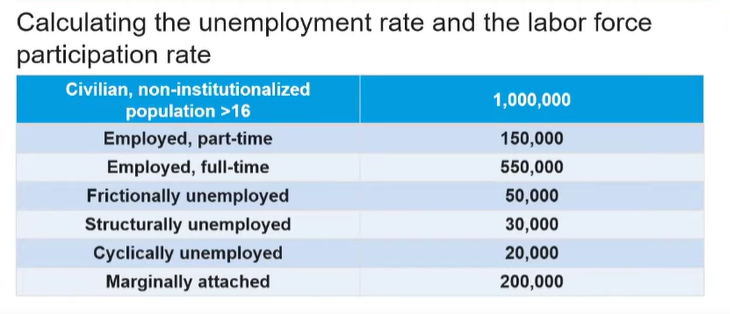 Calculating the unemployment rate and the labor force
participation rate
Civilian, non-institutionalized
population >16
1,000,000
Employed, part-time
150,000
Employed, full-time
550,000
Frictionally unemployed
50,000
Structurally unemployed
30,000
Cyclically unemployed
20,000
Marginally attached
200,000